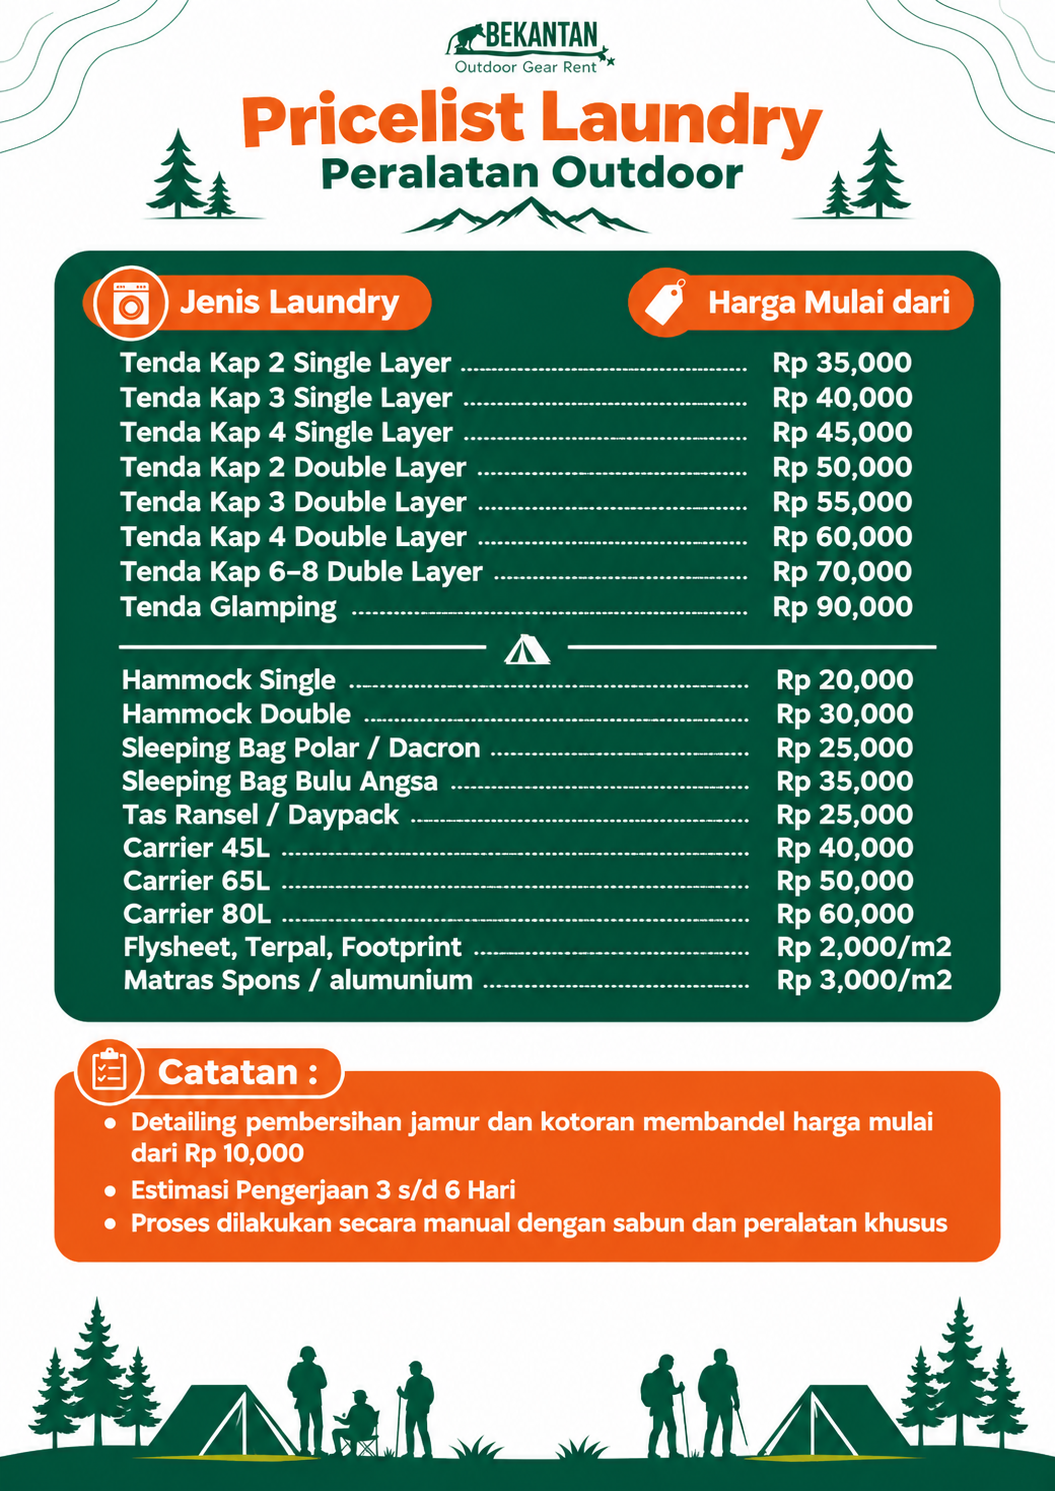 BEKANTAN
Outdoor Gear Rent
Pricelist Laundry
Peralatan Outdoor
Jenis Laundry
Harga Mulai dari
Tenda Kap 2 Single Layer ........ Rp 35,000
Tenda Kap 3 Single Layer ........ Rp 40,000
Tenda Kap 4 Single Layer ........ Rp 45,000
Tenda Kap 2 Double Layer ........ Rp 50,000
Tenda Kap 3 Double Layer ........ Rp 55,000
Tenda Kap 4 Double Layer ........ Rp 60,000
Tenda Kap 6–8 Duble Layer ........ Rp 70,000
Tenda Glamping ........ Rp 90,000
Hammock Single ........ Rp 20,000
Hammock Double ........ Rp 30,000
Sleeping Bag Polar / Dacron ........ Rp 25,000
Sleeping Bag Bulu Angsa ........ Rp 35,000
Tas Ransel / Daypack ........ Rp 25,000
Carrier 45L ........ Rp 40,000
Carrier 65L ........ Rp 50,000
Carrier 80L ........ Rp 60,000
Flysheet, Terpal, Footprint ........ Rp 2,000/m2
Matras Spons / alumunium ........ Rp 3,000/m2
Catatan :
• Detailing pembersihan jamur dan kotoran membandel harga mulai
dari Rp 10,000
• Estimasi Pengerjaan 3 s/d 6 Hari
• Proses dilakukan secara manual dengan sabun dan peralatan khusus